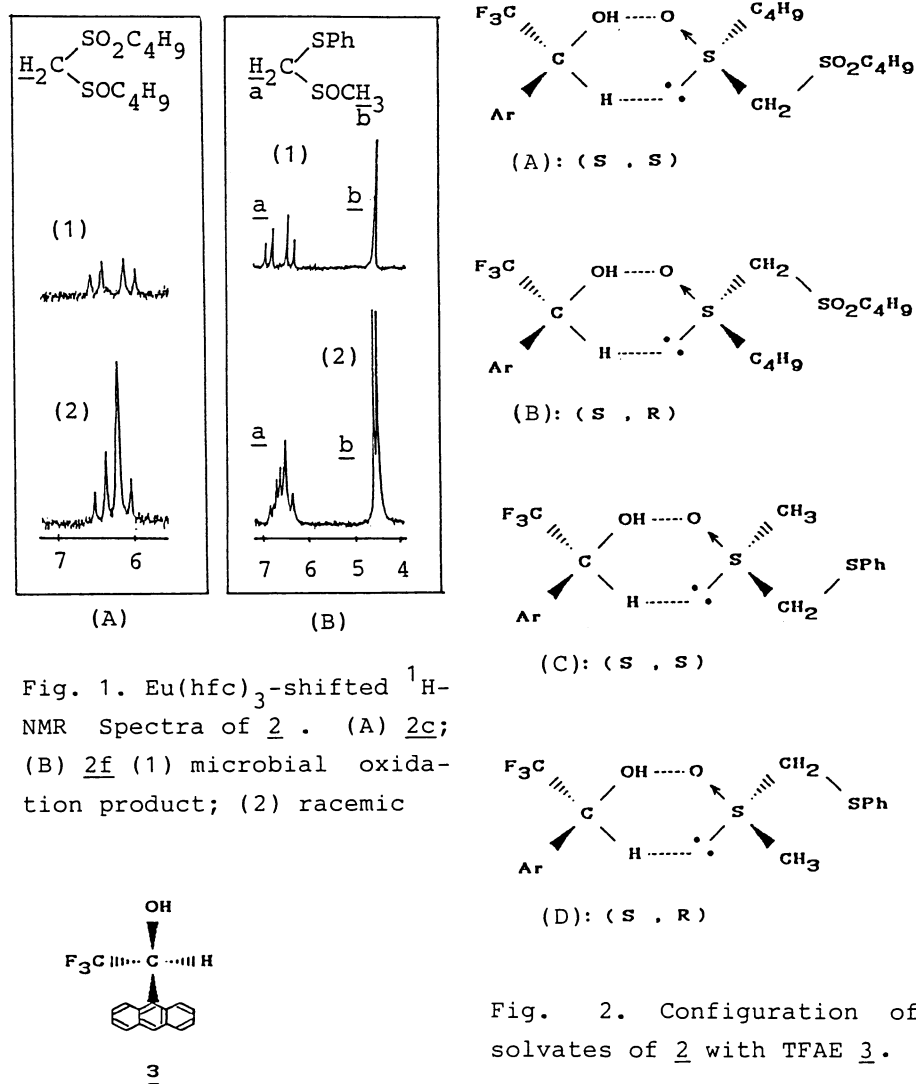 SO2C4H9
H2C
SOC4H9
(1)
(2)
7 6
(A)
SPh
H2C
a
SOCH3
b
(1)
a b
(2)
a b
7 6 5 4
(B)
Fig. 1. Eu(hfc)3-shifted 1H-
NMR Spectra of 2 . (A) 2c;
(B) 2f (1) microbial oxida-
tion product; (2) racemic
OH
F3C C H
3
F3C OH O C4H9
C S SO2C4H9
Ar H CH2
(A): (S , S)
F3C OH O CH2
C S SO2C4H9
Ar H C4H9
(B): (S , R)
F3C OH O CH3
C S SPh
Ar H CH2
(C): (S , S)
F3C OH O CH2
C S SPh
Ar H CH3
(D): (S , R)
Fig. 2. Configuration of
solvates of 2 with TFAE 3.